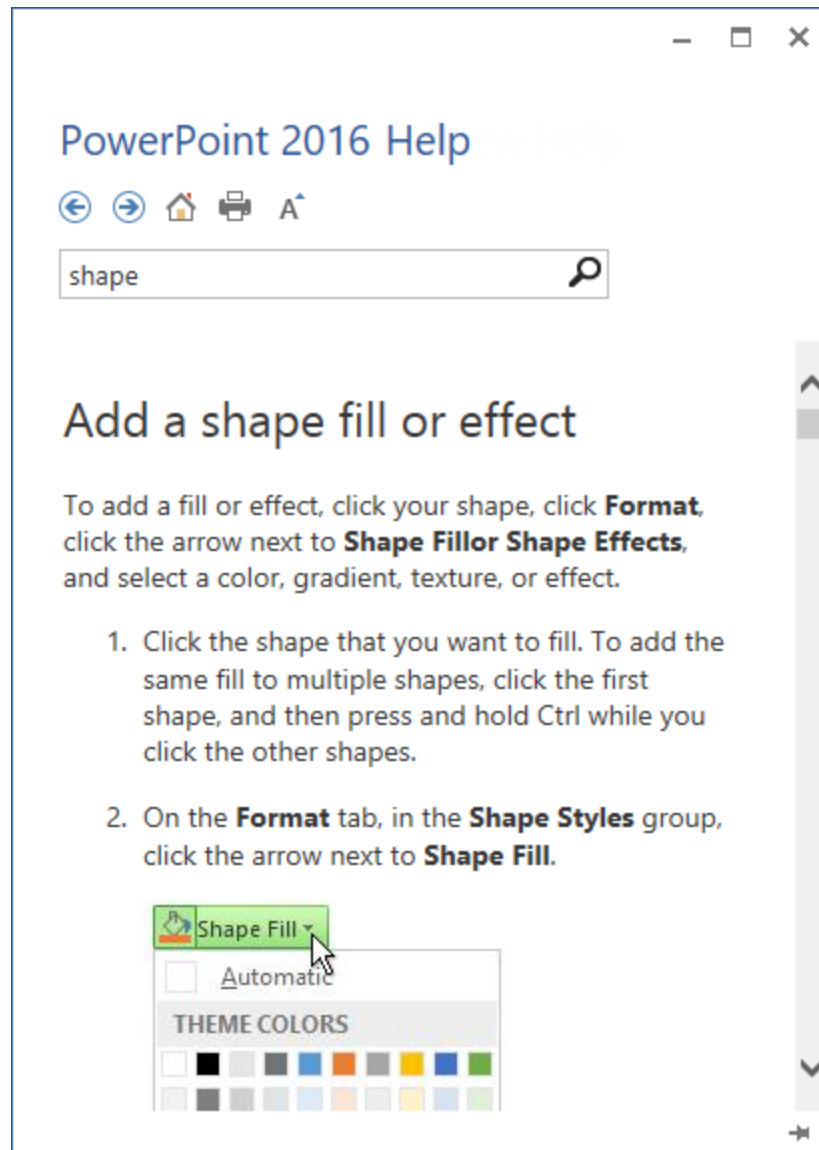 PowerPoint 2016 Help
shape
Add a shape fill or effect
To add a fill or effect, click your shape, click Format,
click the arrow next to Shape Fillor Shape Effects,
and select a color, gradient, texture, or effect.
1. Click the shape that you want to fill. To add the
same fill to multiple shapes, click the first
shape, and then press and hold Ctrl while you
click the other shapes.
2. On the Format tab, in the Shape Styles group,
click the arrow next to Shape Fill.
Shape Fill
Automatic
THEME COLORS